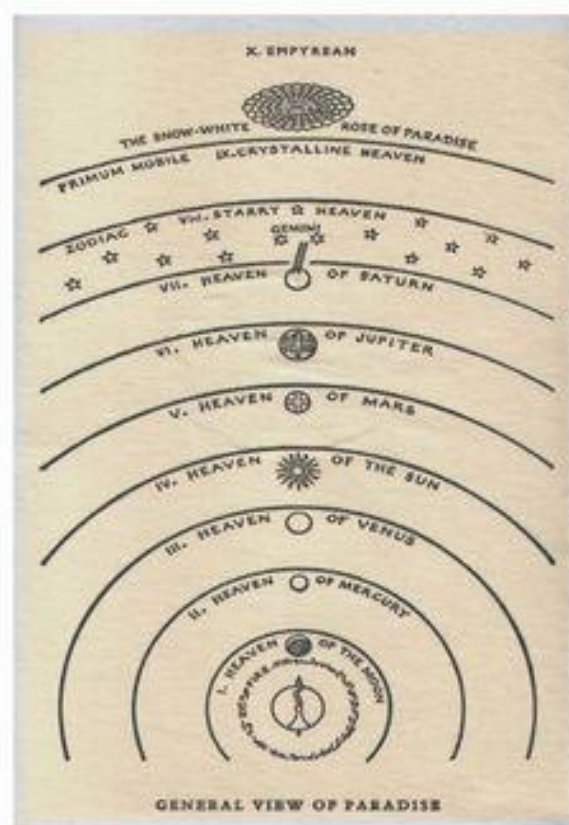 X. EMPYREAN
THE SNOW-WHITE ROSE OF PARADISE
PRIMUM MOBILE IX. CRYSTALLINE HEAVEN
ZODIAC VIII. STARRY HEAVEN
GEMINI
VII. HEAVEN OF SATURN
VI. HEAVEN OF JUPITER
V. HEAVEN OF MARS
IV. HEAVEN OF THE SUN
III. HEAVEN OF VENUS
II. HEAVEN OF MERCURY
I. HEAVEN OF THE MOON
FIRE
GENERAL VIEW OF PARADISE